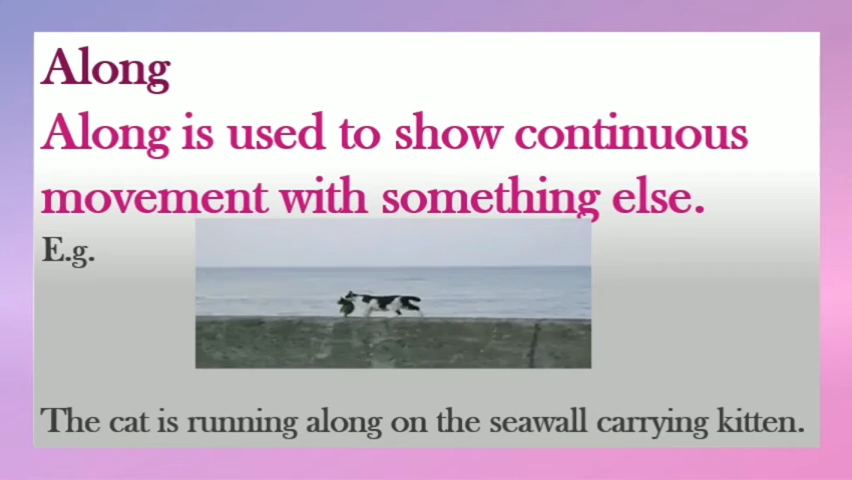 Along
Along is used to show continuous
movement with something else.
E.g.
The cat is running along on the seawall carrying kitten.